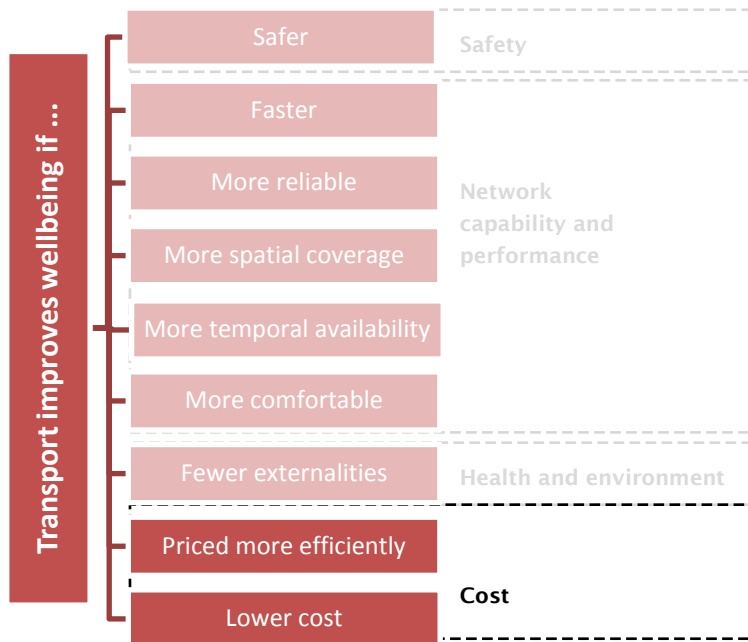 Transport improves wellbeing if ...
Safer
Safety
Faster
More reliable
Network
capability and
performance
More spatial coverage
More temporal availability
More comfortable
Fewer externalities
Health and environment
Priced more efficiently
Cost
Lower cost